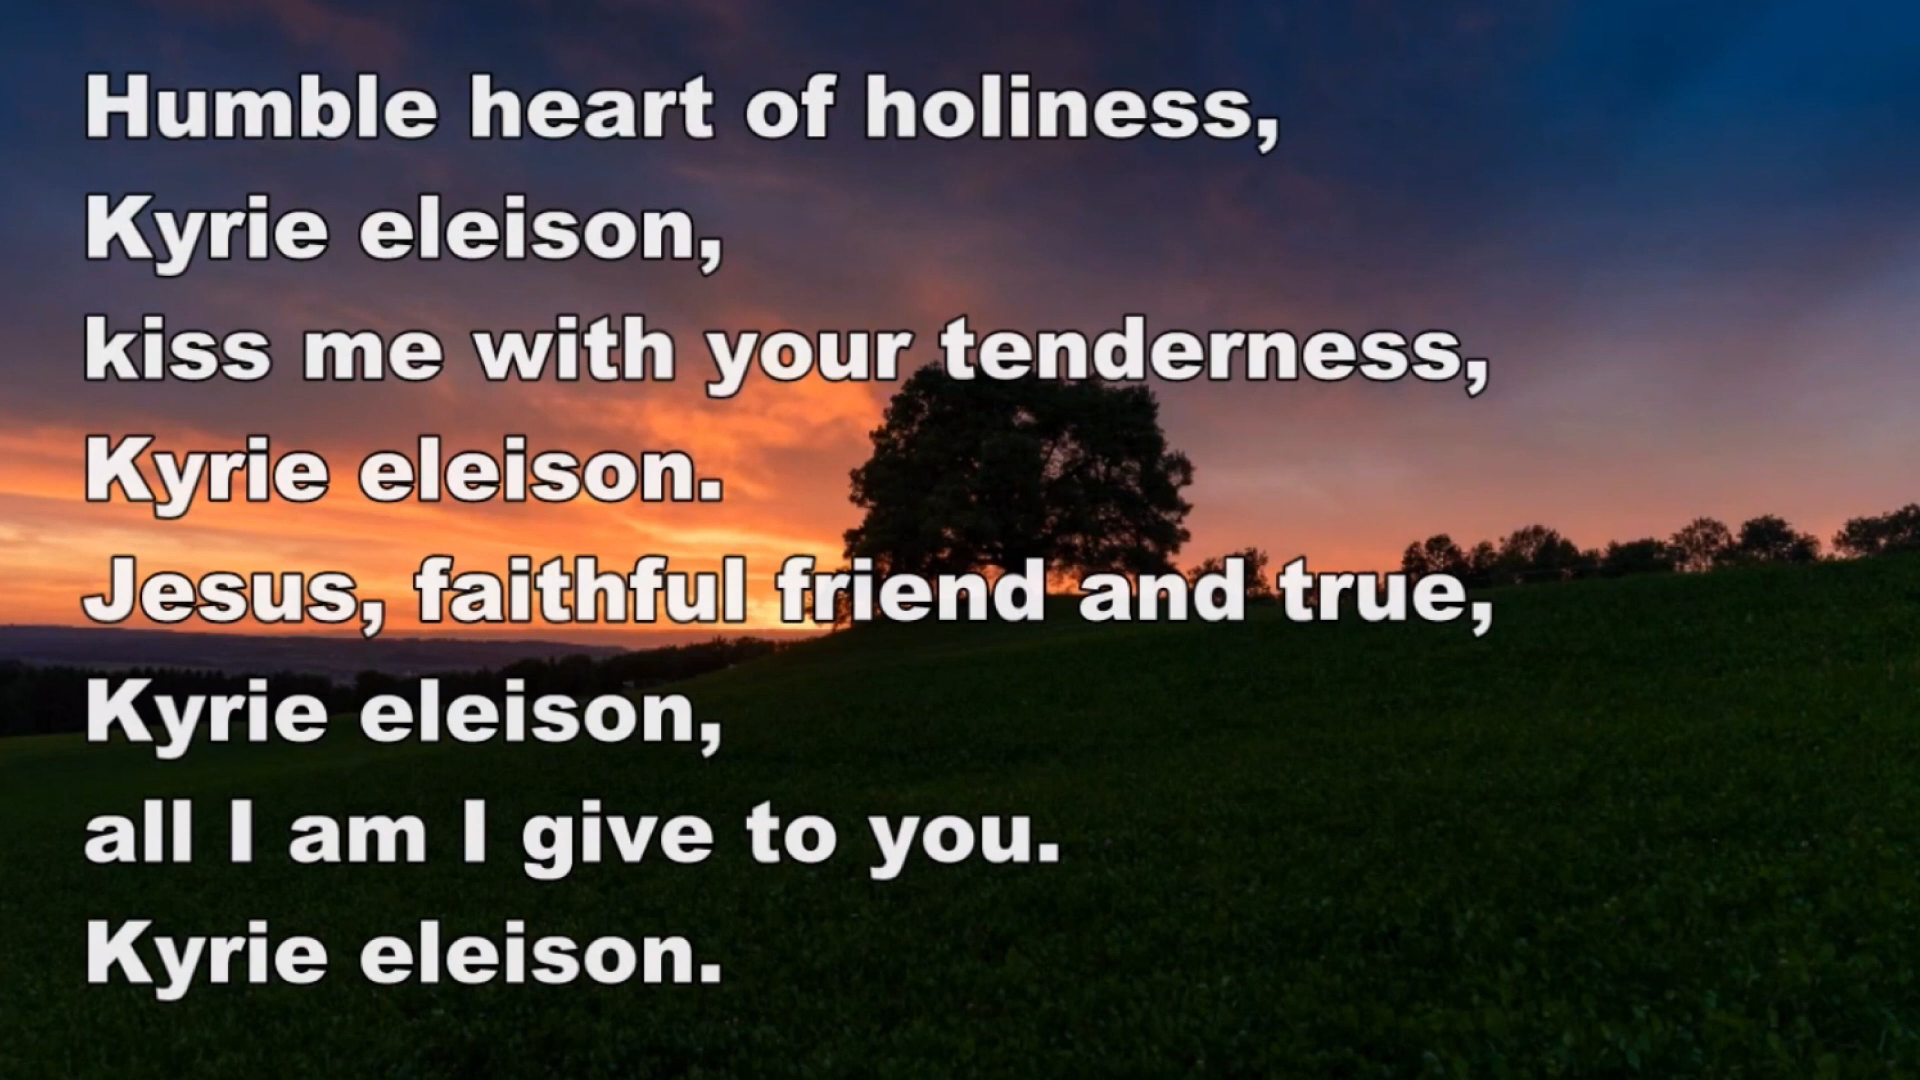 Humble heart of holiness,
Kyrie eleison,
kiss me with your tenderness,
Kyrie eleison.
Jesus, faithful friend and true,
Kyrie eleison,
all I am I give to you.
Kyrie eleison.